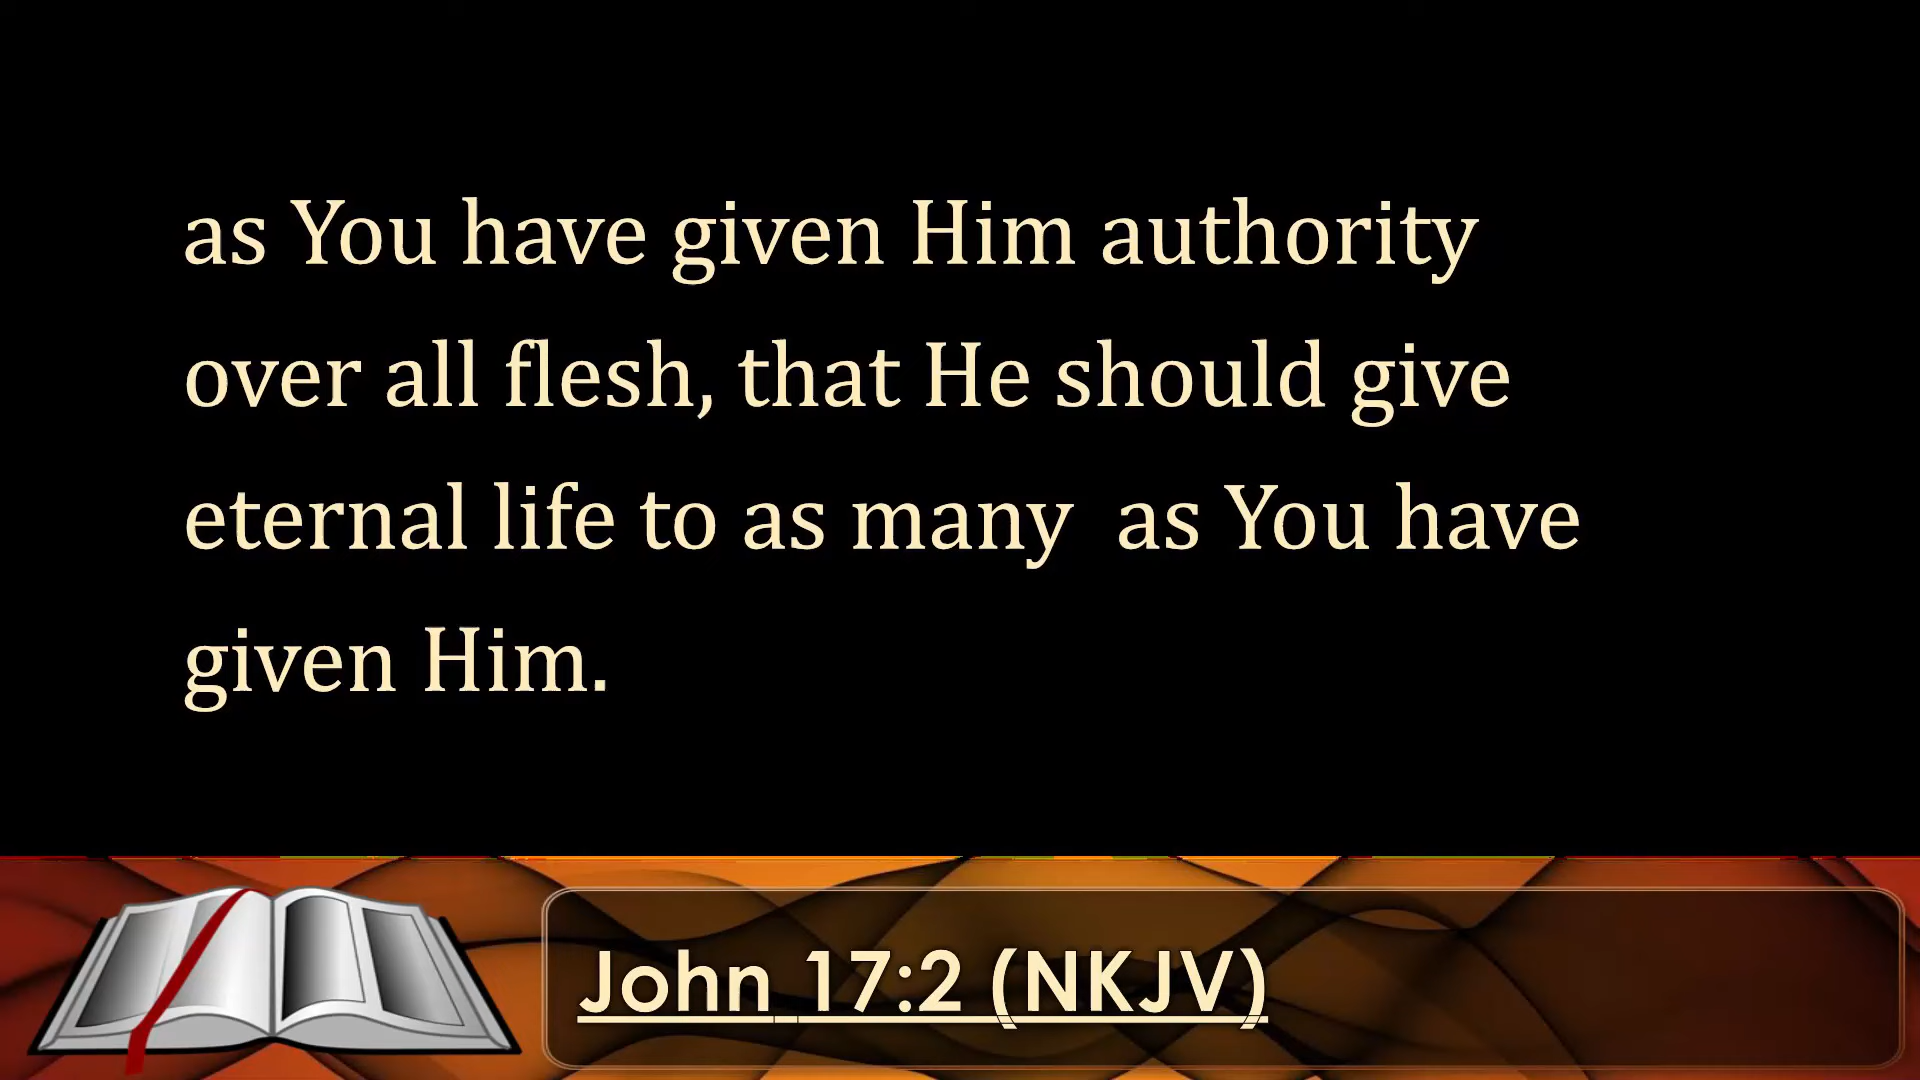 as You have given Him authority
over all flesh, that He should give
eternal life to as many  as You have
given Him.
John 17:2 (NKJV)